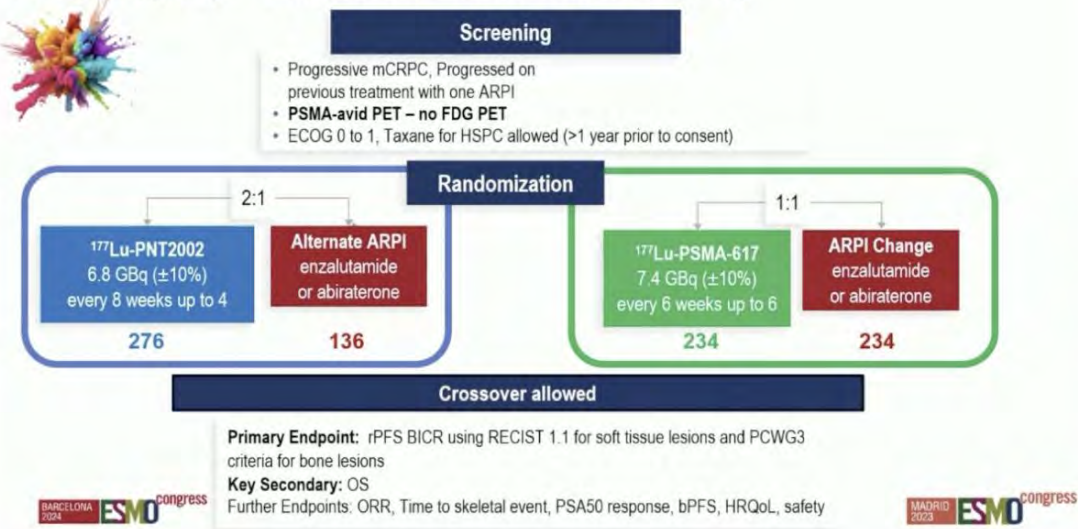 Screening
• Progressive mCRPC, Progressed on
previous treatment with one ARPI
• PSMA-avid PET – no FDG PET
• ECOG 0 to 1, Taxane for HSPC allowed (>1 year prior to consent)
Randomization
2:1
177Lu-PNT2002
6.8 GBq (±10%)
every 8 weeks up to 4
276
Alternate ARPI
enzalutamide
or abiraterone
136
1:1
177Lu-PSMA-617
7.4 GBq (±10%)
every 6 weeks up to 6
234
ARPI Change
enzalutamide
or abiraterone
234
Crossover allowed
Primary Endpoint: rPFS BICR using RECIST 1.1 for soft tissue lesions and PCWG3
criteria for bone lesions
Key Secondary: OS
Further Endpoints: ORR, Time to skeletal event, PSA50 response, bPFS, HRQoL, safety
BARCELONA
2024
ESMO congress
MADRID
2023
ESMO congress